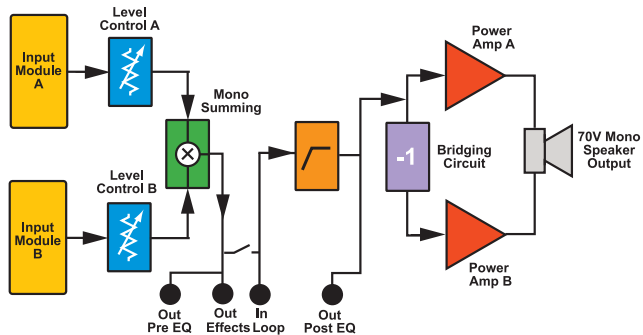 Level
Control A
Input
Module
A
Mono
Summing
Power
Amp A
-1
Bridging
Circuit
70V Mono
Speaker
Output
Level
Control B
Input
Module
B
Power
Amp B
Out
Pre EQ
Out
Effects
In
Loop
Out
Post EQ